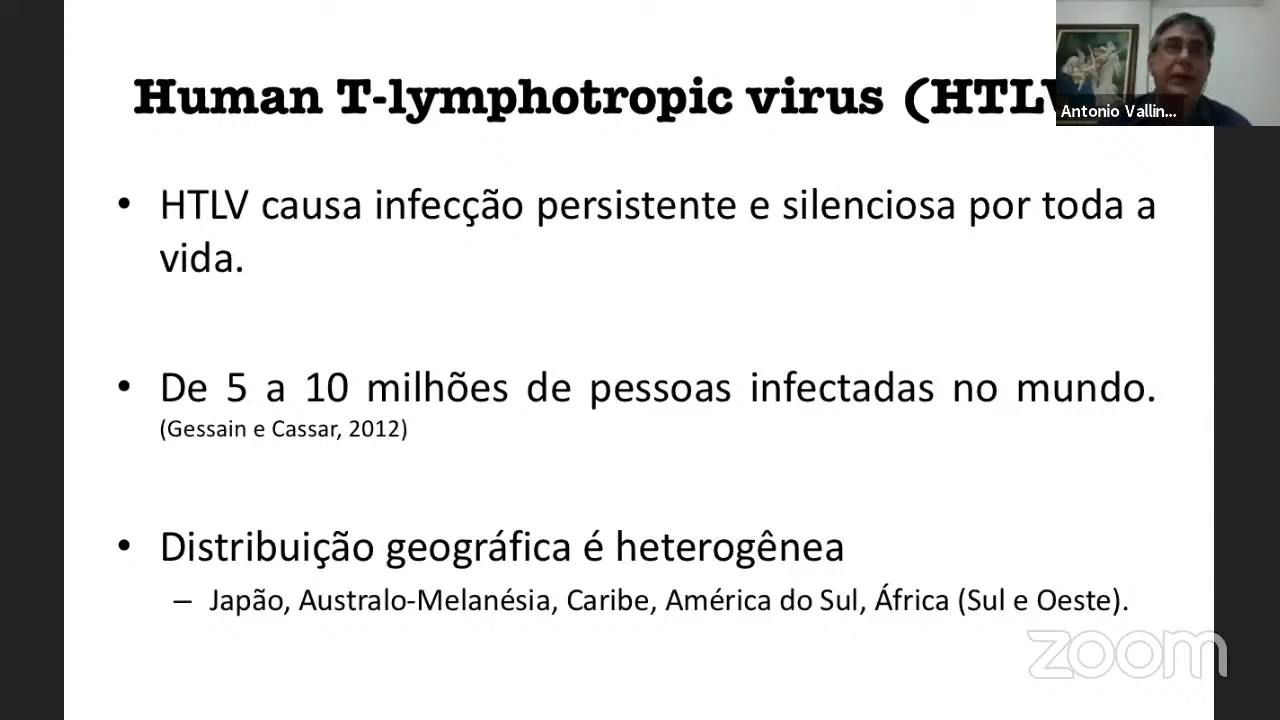 Human T-lymphotropic virus (HTLV
Antonio Vallin...
• HTLV causa infecção persistente e silenciosa por toda a
vida.
• De 5 a 10 milhões de pessoas infectadas no mundo.
(Gessain e Cassar, 2012)
• Distribuição geográfica é heterogênea
– Japão, Australo-Melanésia, Caribe, América do Sul, África (Sul e Oeste).
zoom